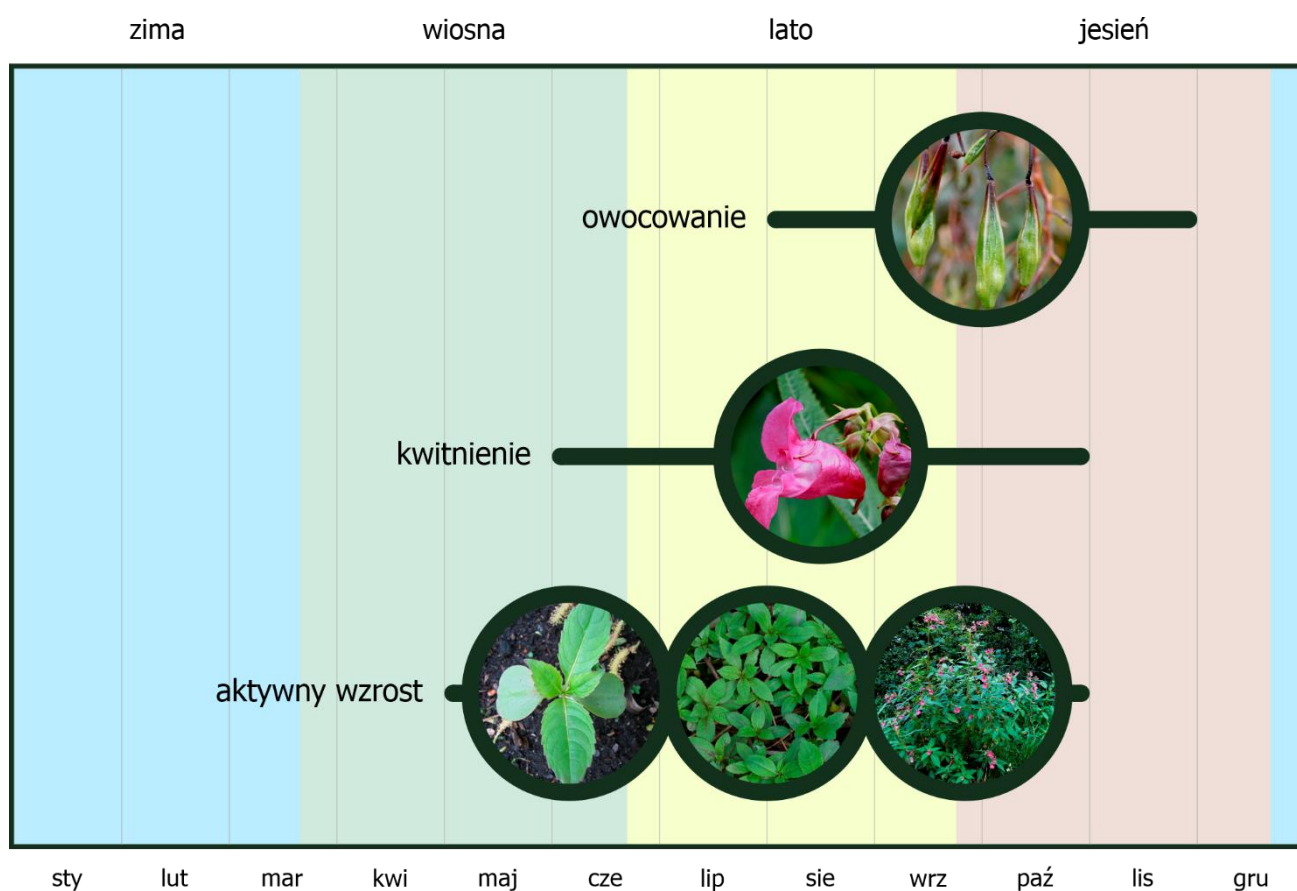 zima wiosna lato jesień
owocowanie
kwitnienie
aktywny wzrost
sty lut mar kwi maj cze lip sie wrz paź lis gru